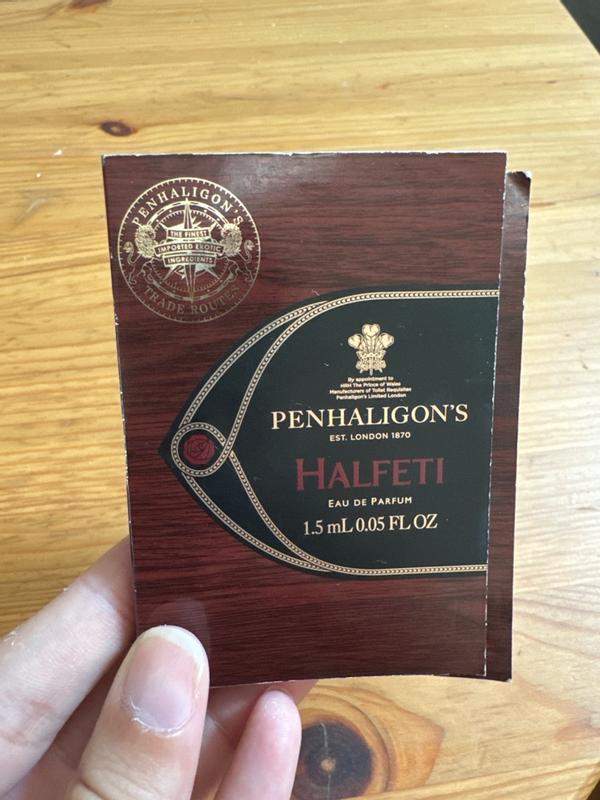 PENHALIGON'S
THE FINEST
IMPORTED EXOTIC
INGREDIENTS
TRADE ROUTES
By appointment to
HRH The Prince of Wales
Manufacturers of Toilet Requisites
Penhaligon's Limited London
PENHALIGON'S
EST. LONDON 1870
HALFETI
EAU DE PARFUM
1.5 mL 0.05 FL OZ